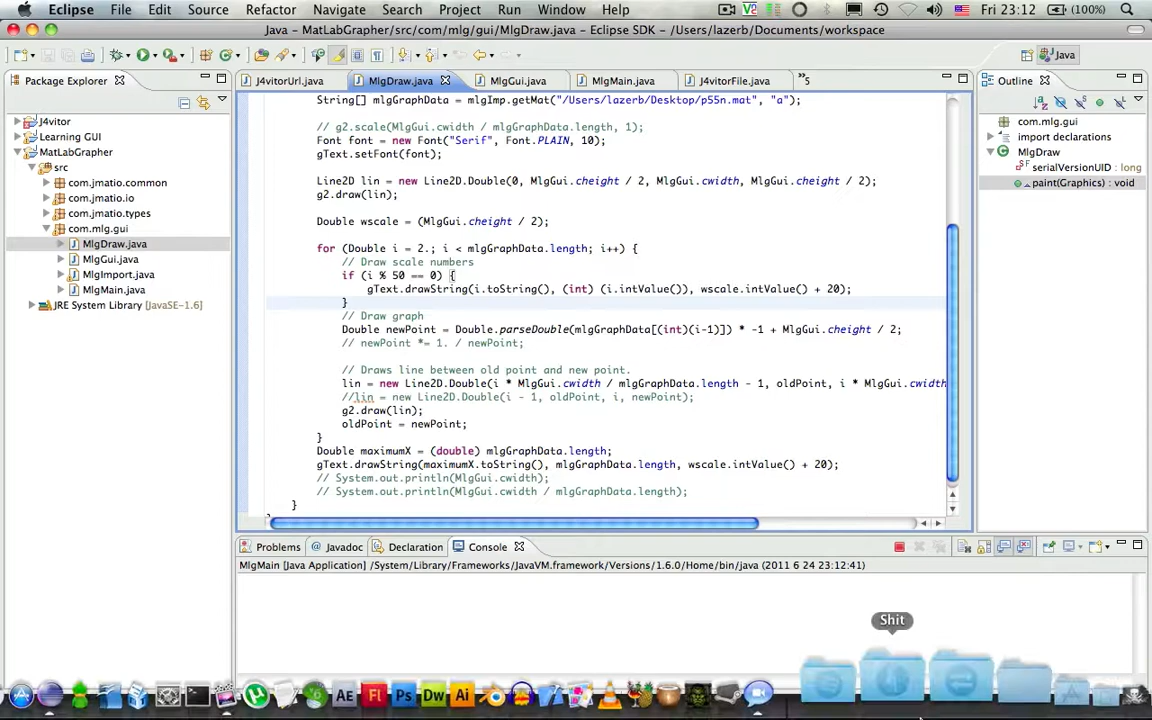 Eclipse File Edit Source Refactor Navigate Search Project Run Window Help Fri 23:12 (100%)
Java – MatLabGrapher/src/com/mlg/gui/MlgDraw.java – Eclipse SDK – /Users/lazerb/Documents/workspace
Java
Package Explorer
J4vitor
Learning GUI
MatLabGrapher
src
com.jmatio.common
com.jmatio.io
com.jmatio.types
com.mlg.gui
MlgDraw.java
MlgGui.java
MlgImport.java
MlgMain.java
JRE System Library [JavaSE-1.6]
J4vitorUrl.java MlgDraw.java MlgGui.java MlgMain.java J4vitorFile.java »5
String[] mlgGraphData = mlgImp.getMat("/Users/lazerb/Desktop/p55n.mat", "a");
// g2.scale(MlgGui.cwidth / mlgGraphData.length, 1);
Font font = new Font("Serif", Font.PLAIN, 10);
gText.setFont(font);
Line2D lin = new Line2D.Double(0, MlgGui.cheight / 2, MlgGui.cwidth, MlgGui.cheight / 2);
g2.draw(lin);
Double wscale = (MlgGui.cheight / 2);
for (Double i = 2.; i < mlgGraphData.length; i++) {
// Draw scale numbers
if (i % 50 == 0) {
gText.drawString(i.toString(), (int) (i.intValue()), wscale.intValue() + 20);
}
// Draw graph
Double newPoint = Double.parseDouble(mlgGraphData[(int)(i-1)]) * -1 + MlgGui.cheight / 2;
// newPoint *= 1. / newPoint;
// Draws line between old point and new point.
lin = new Line2D.Double(i * MlgGui.cwidth / mlgGraphData.length - 1, oldPoint, i * MlgGui.cwidth
//lin = new Line2D.Double(i - 1, oldPoint, i, newPoint);
g2.draw(lin);
oldPoint = newPoint;
}
Double maximumX = (double) mlgGraphData.length;
gText.drawString(maximumX.toString(), mlgGraphData.length, wscale.intValue() + 20);
// System.out.println(MlgGui.cwidth);
// System.out.println(MlgGui.cwidth / mlgGraphData.length);
}
Outline
com.mlg.gui
import declarations
MlgDraw
serialVersionUID : long
paint(Graphics) : void
Problems Javadoc Declaration Console
MlgMain [Java Application] /System/Library/Frameworks/JavaVM.framework/Versions/1.6.0/Home/bin/java (2011 6 24 23:12:41)
Shit
AE Fl Ps Dw Ai